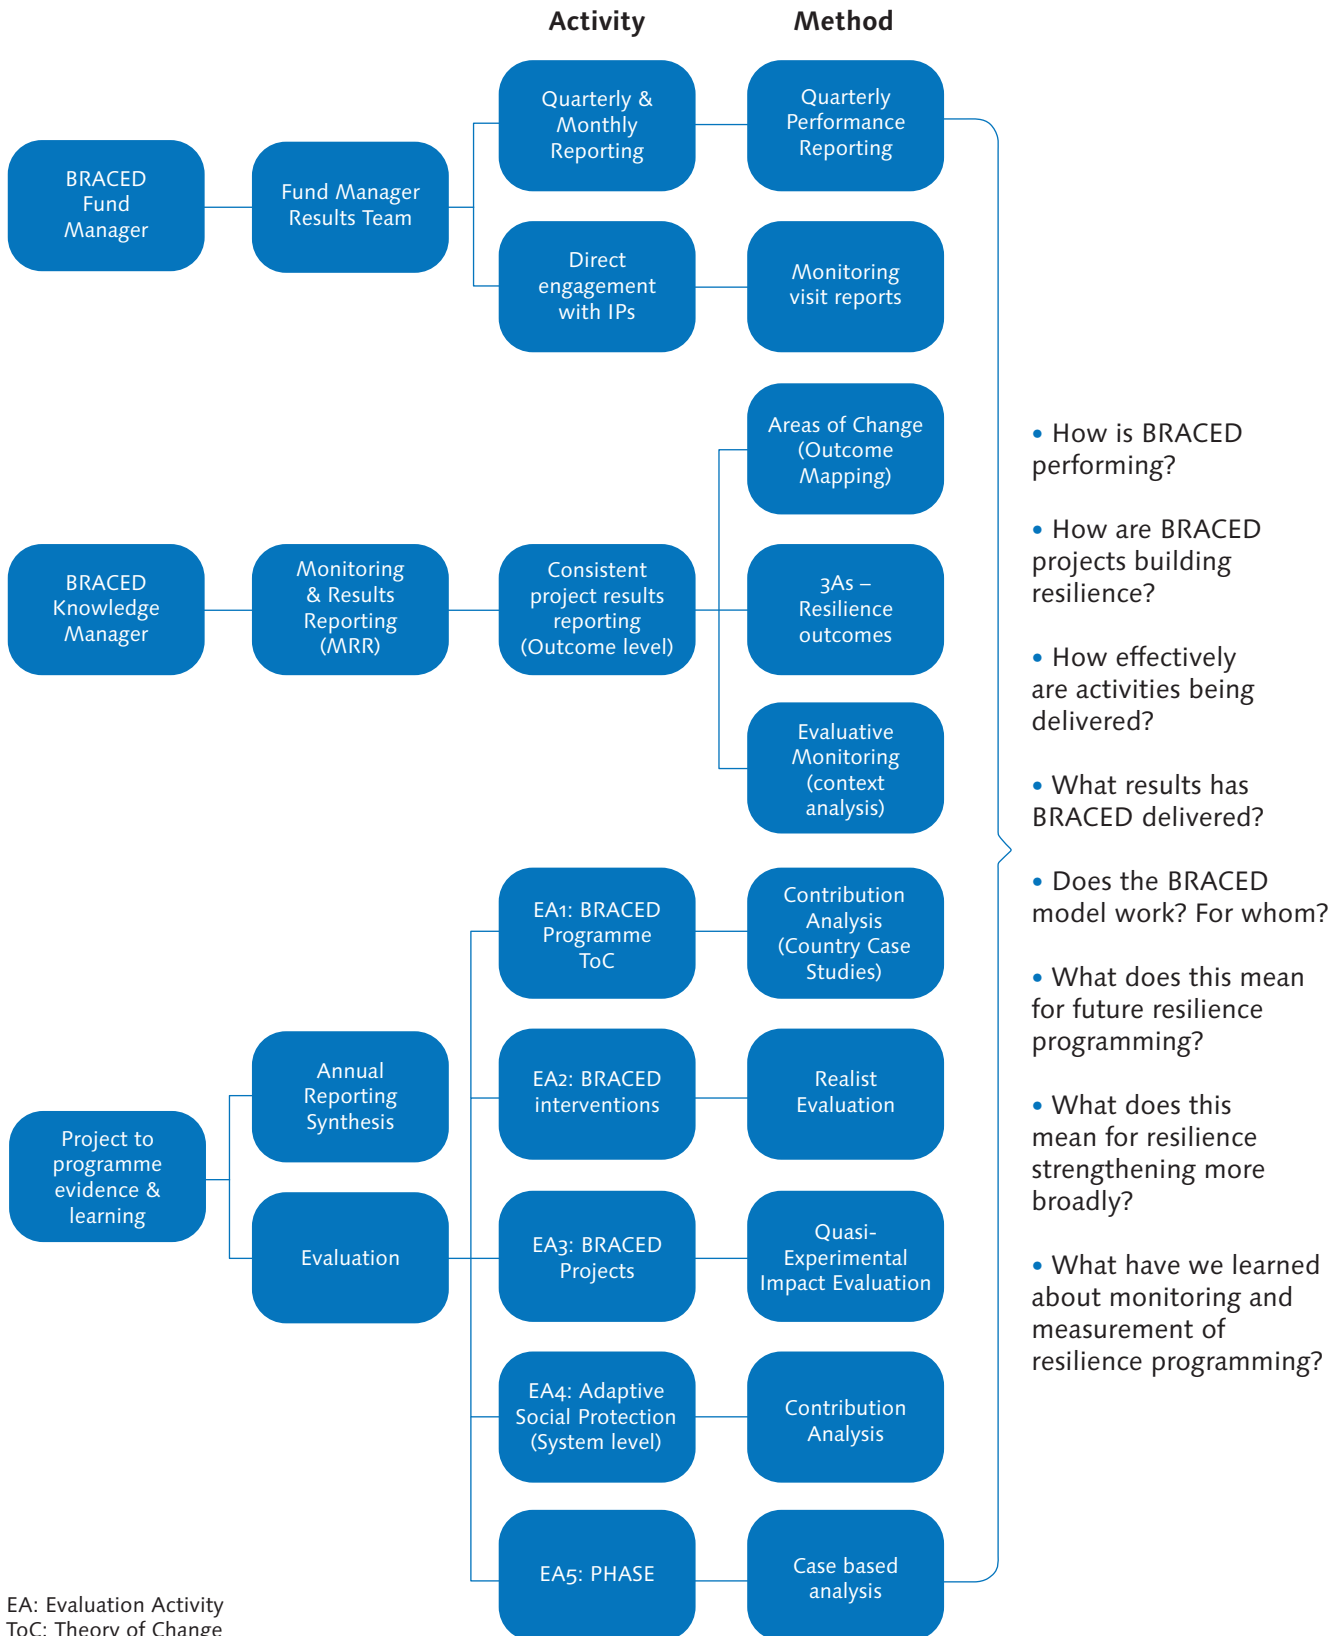 Activity
Method
BRACED
Fund
Manager
Fund Manager
Results Team
Quarterly &
Monthly
Reporting
Quarterly
Performance
Reporting
Direct
engagement
with IPs
Monitoring
visit reports
BRACED
Knowledge
Manager
Monitoring
& Results
Reporting
(MRR)
Consistent
project results
reporting
(Outcome level)
Areas of Change
(Outcome
Mapping)
3As –
Resilience
outcomes
Evaluative
Monitoring
(context
analysis)
Project to
programme
evidence &
learning
Annual
Reporting
Synthesis
Evaluation
EA1: BRACED
Programme
ToC
Contribution
Analysis
(Country Case
Studies)
EA2: BRACED
interventions
Realist
Evaluation
EA3: BRACED
Projects
Quasi-
Experimental
Impact Evaluation
EA4: Adaptive
Social Protection
(System level)
Contribution
Analysis
EA5: PHASE
Case based
analysis
• How is BRACED
performing?
• How are BRACED
projects building
resilience?
• How effectively
are activities being
delivered?
• What results has
BRACED delivered?
• Does the BRACED
model work? For whom?
• What does this mean
for future resilience
programming?
• What does this
mean for resilience
strengthening more
broadly?
• What have we learned
about monitoring and
measurement of
resilience programming?
EA: Evaluation Activity
ToC: Theory of Change